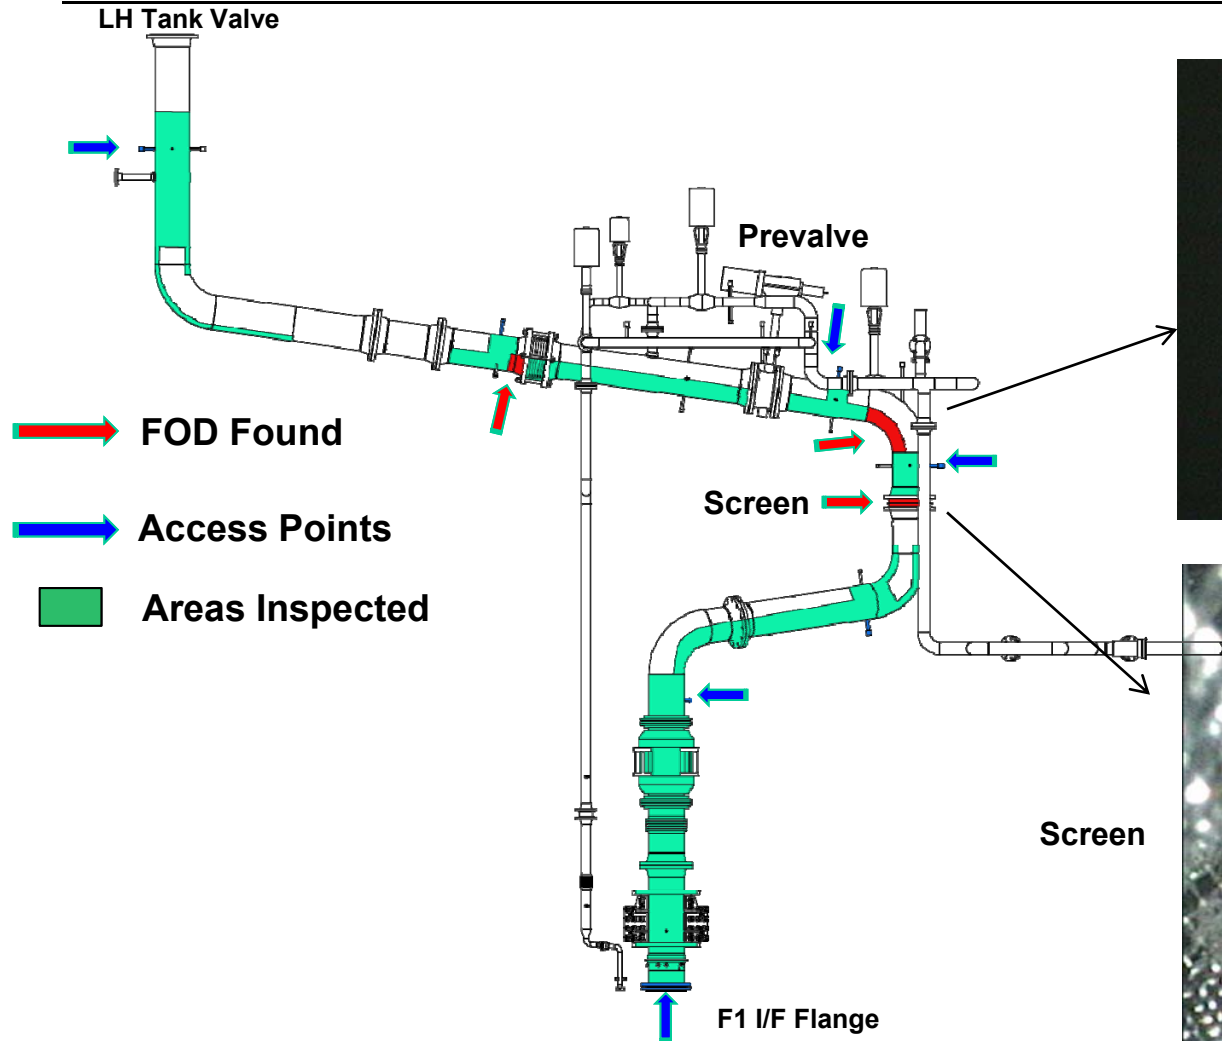 LH Tank Valve
Prevalve
FOD Found
Screen
Access Points
Areas Inspected
Screen
F1 I/F Flange